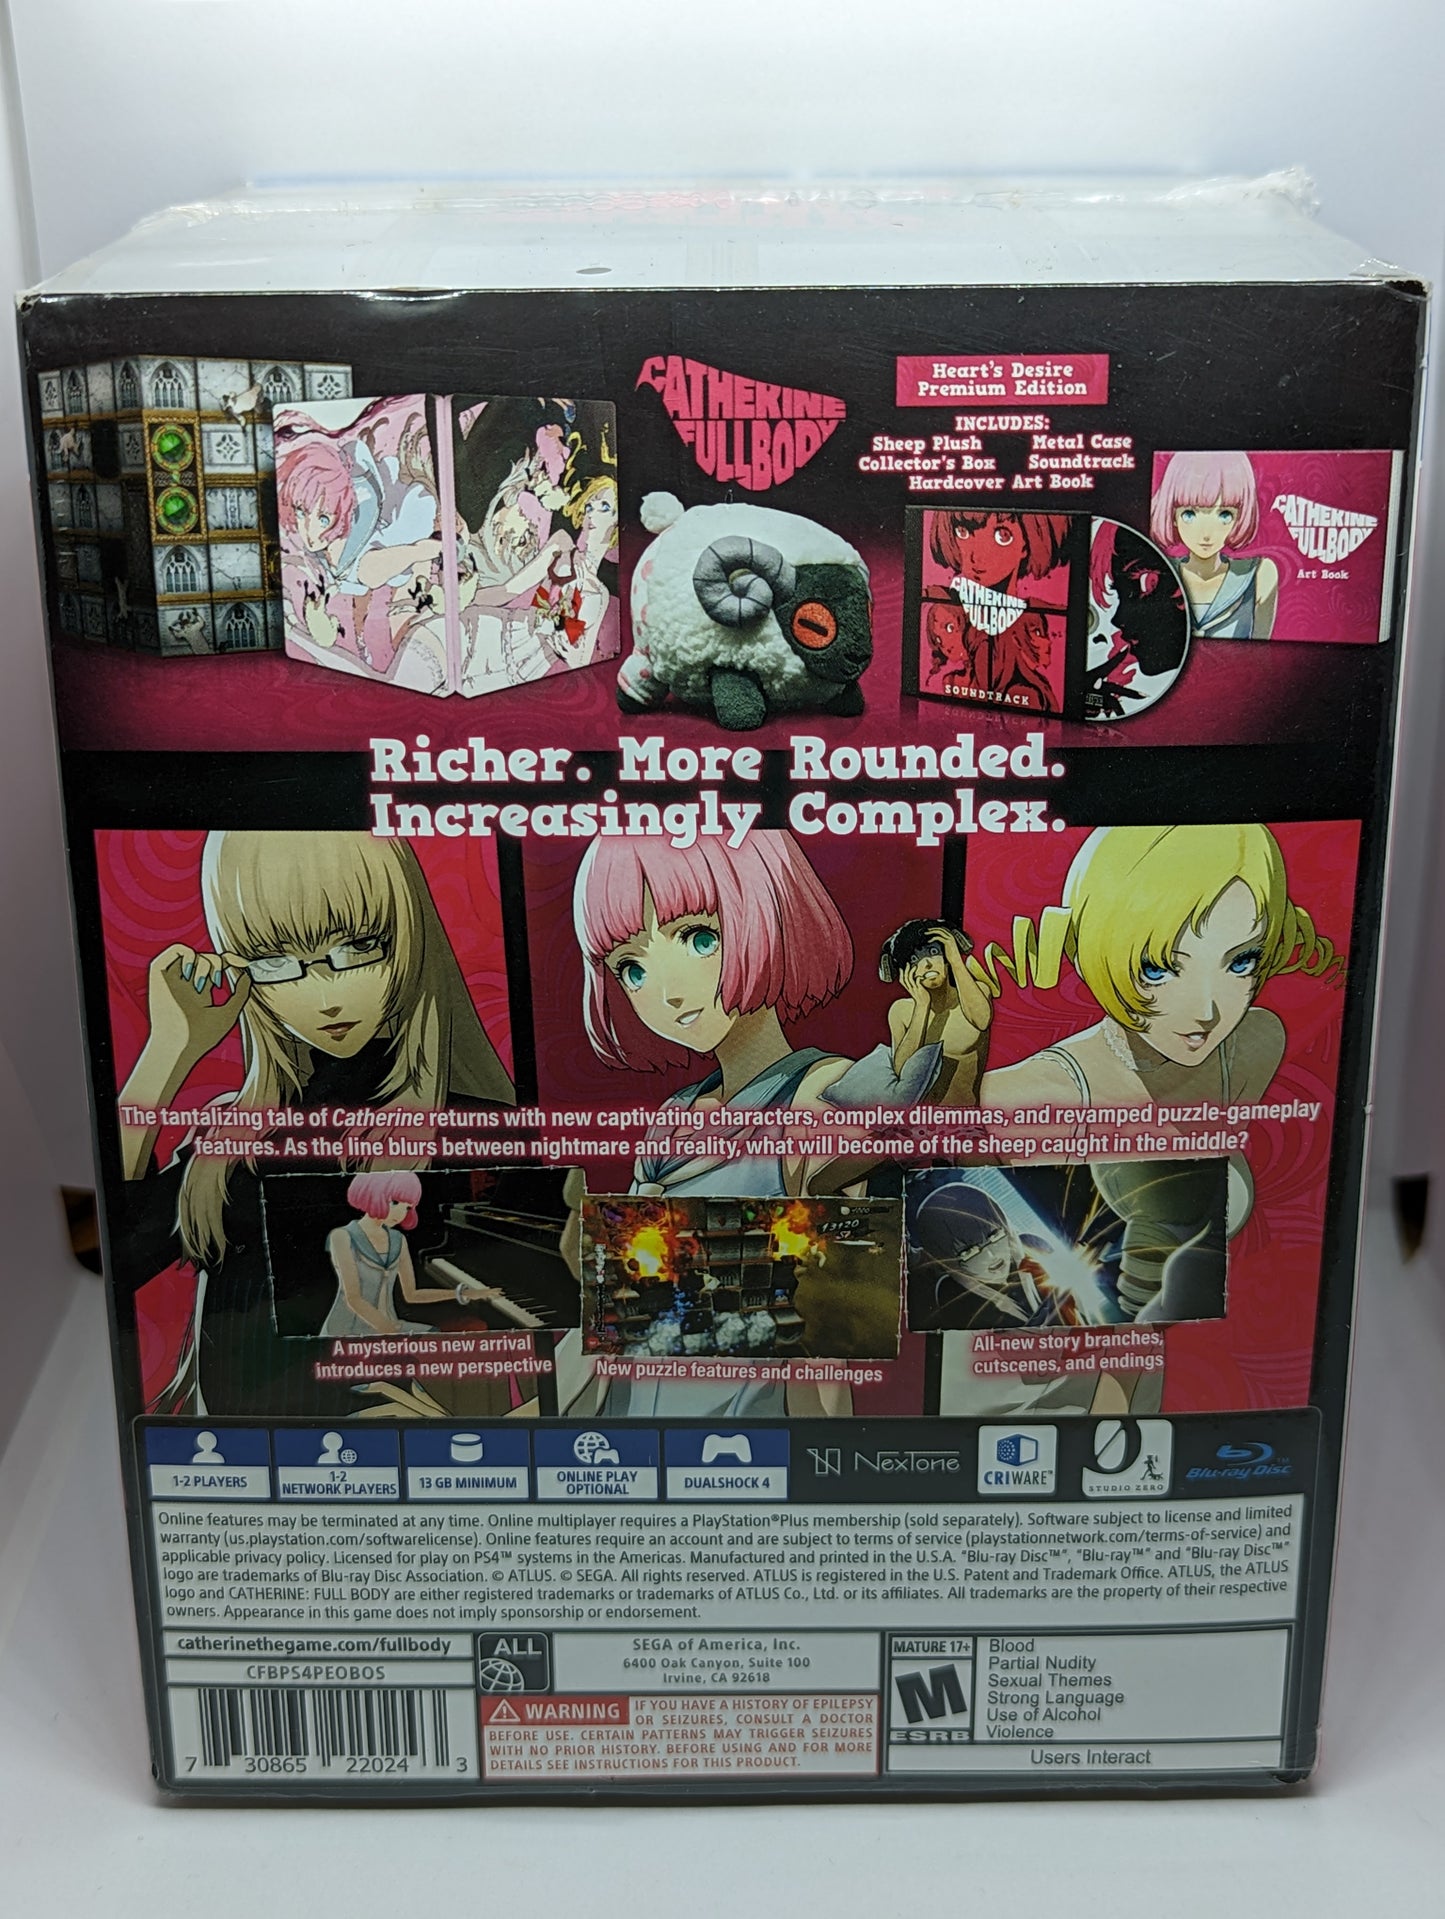 CATHERINE
FULL BODY
Heart's Desire
Premium Edition
INCLUDES:
Sheep Plush Metal Case
Collector's Box Soundtrack
Hardcover Art Book
CATHERINE
FULL BODY
SOUNDTRACK
CATHERINE
FULL BODY
Art Book
Richer. More Rounded.
Increasingly Complex.
The tantalizing tale of Catherine returns with new captivating characters, complex dilemmas, and revamped puzzle-gameplay
features. As the line blurs between nightmare and reality, what will become of the sheep caught in the middle?
13120
A mysterious new arrival
introduces a new perspective
New puzzle features and challenges
All-new story branches,
cutscenes, and endings
1-2 PLAYERS
1-2
NETWORK PLAYERS
13 GB MINIMUM
ONLINE PLAY
OPTIONAL
DUALSHOCK 4
NexTone
CRIWARE™
STUDIO ZERO
Blu-ray Disc™
Online features may be terminated at any time. Online multiplayer requires a PlayStation®Plus membership (sold separately). Software subject to license and limited
warranty (us.playstation.com/softwarelicense). Online features require an account and are subject to terms of service (playstationnetwork.com/terms-of-service) and
applicable privacy policy. Licensed for play on PS4™ systems in the Americas. Manufactured and printed in the U.S.A. "Blu-ray Disc™", "Blu-ray™" and "Blu-ray Disc™"
logo are trademarks of Blu-ray Disc Association. © ATLUS. © SEGA. All rights reserved. ATLUS is registered in the U.S. Patent and Trademark Office. ATLUS, the ATLUS
logo and CATHERINE: FULL BODY are either registered trademarks or trademarks of ATLUS Co., Ltd. or its affiliates. All trademarks are the property of their respective
owners. Appearance in this game does not imply sponsorship or endorsement.
catherinethegame.com/fullbody
CFBPS4PEOBOS
7 30865 22024 3
ALL
SEGA of America, Inc.
6400 Oak Canyon, Suite 100
Irvine, CA 92618
WARNING IF YOU HAVE A HISTORY OF EPILEPSY
OR SEIZURES, CONSULT A DOCTOR
BEFORE USE. CERTAIN PATTERNS MAY TRIGGER SEIZURES
WITH NO PRIOR HISTORY. BEFORE USING AND FOR MORE
DETAILS SEE INSTRUCTIONS FOR THIS PRODUCT.
MATURE 17+
M
ESRB
Blood
Partial Nudity
Sexual Themes
Strong Language
Use of Alcohol
Violence
Users Interact